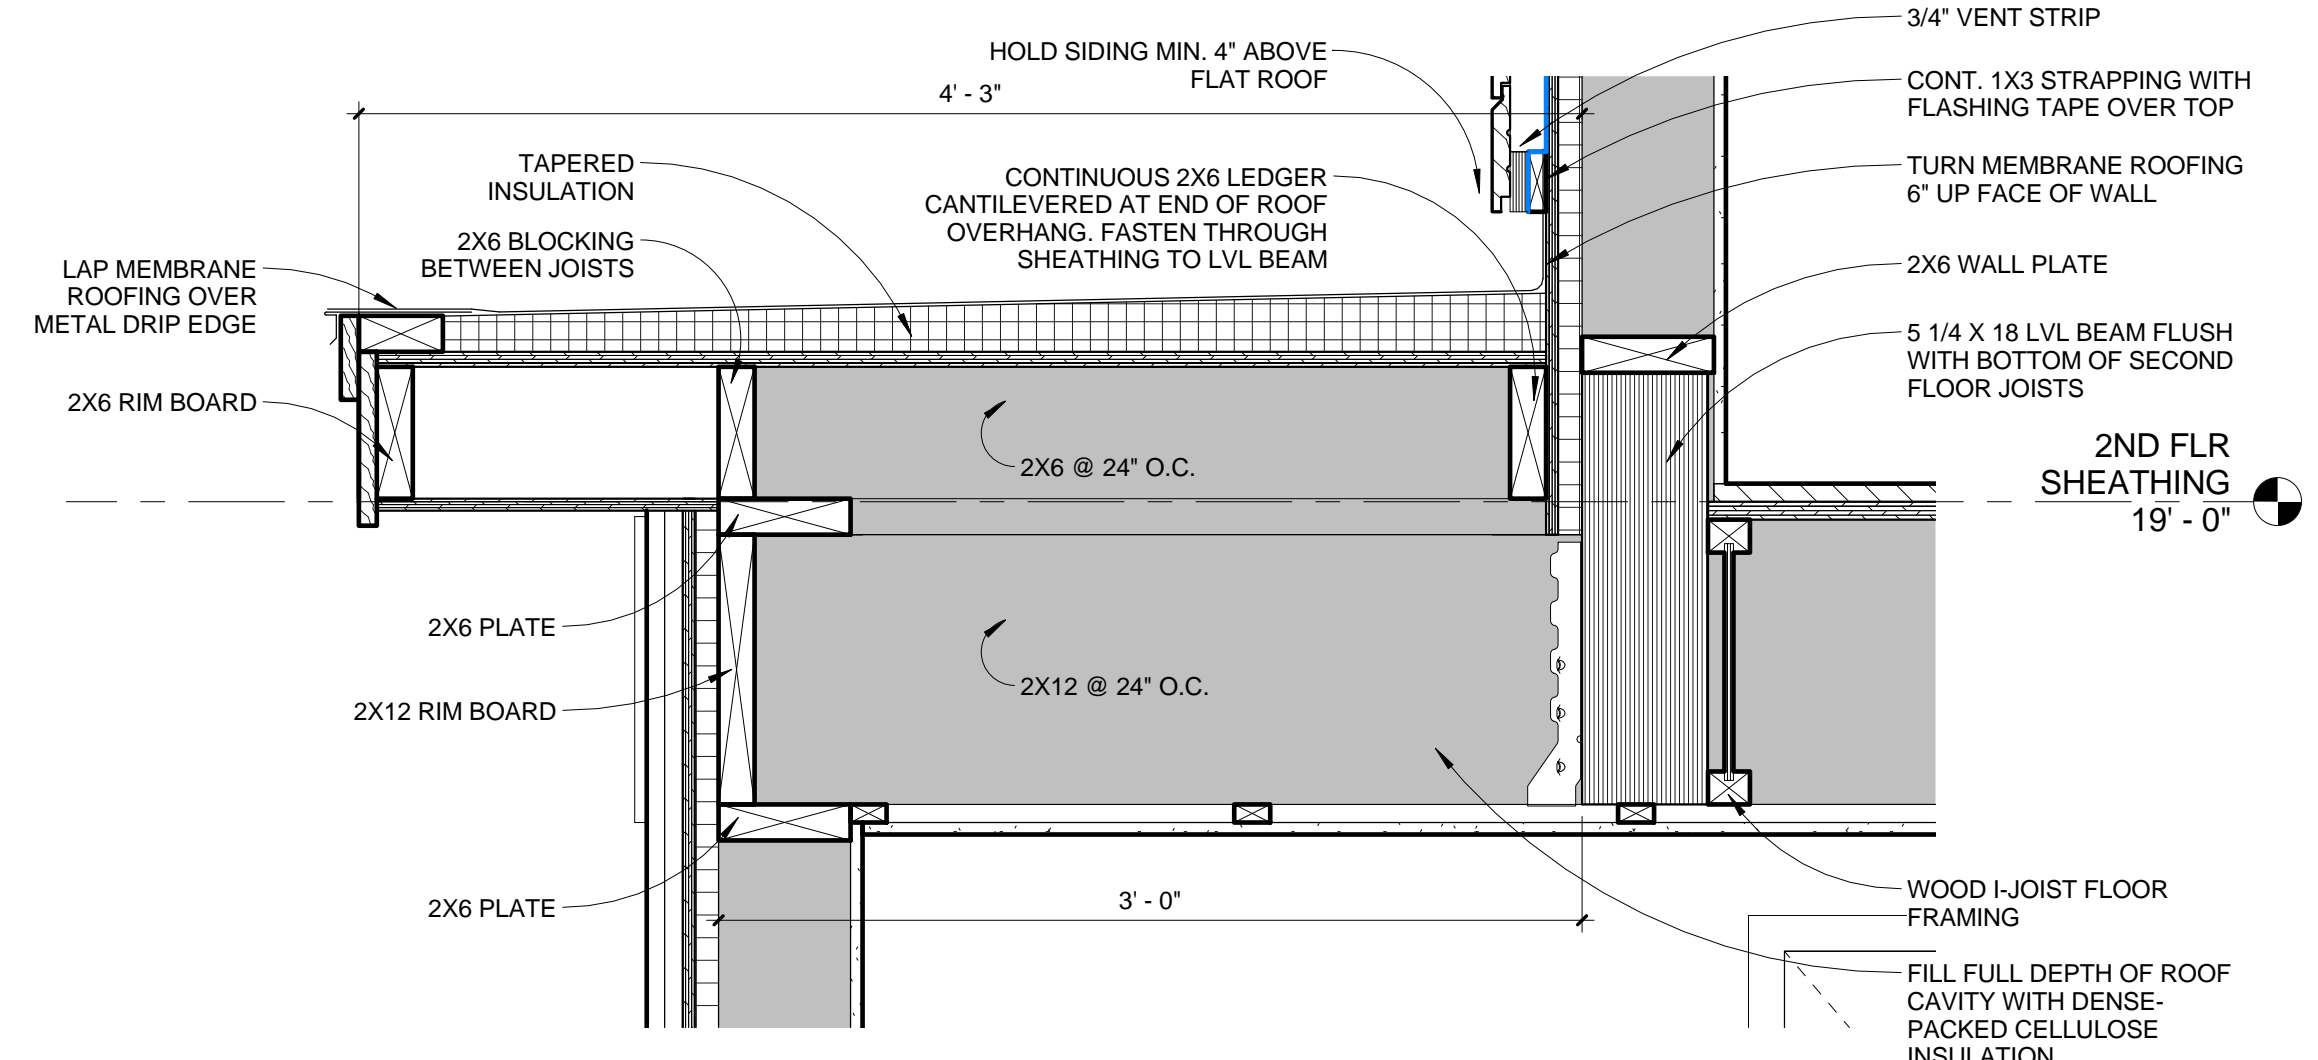 3/4" VENT STRIP
HOLD SIDING MIN. 4" ABOVE
FLAT ROOF
4' - 3"
CONT. 1X3 STRAPPING WITH
FLASHING TAPE OVER TOP
TAPERED
INSULATION
CONTINUOUS 2X6 LEDGER
CANTILEVERED AT END OF ROOF
OVERHANG. FASTEN THROUGH
SHEATHING TO LVL BEAM
TURN MEMBRANE ROOFING
6" UP FACE OF WALL
2X6 BLOCKING
BETWEEN JOISTS
LAP MEMBRANE
ROOFING OVER
METAL DRIP EDGE
2X6 WALL PLATE
5 1/4 X 18 LVL BEAM FLUSH
WITH BOTTOM OF SECOND
FLOOR JOISTS
2X6 RIM BOARD
2X6 @ 24" O.C.
2ND FLR
SHEATHING
19' - 0"
2X6 PLATE
2X12 @ 24" O.C.
2X12 RIM BOARD
2X6 PLATE
3' - 0"
WOOD I-JOIST FLOOR
FRAMING
FILL FULL DEPTH OF ROOF
CAVITY WITH DENSE-
PACKED CELLULOSE
INSULATION